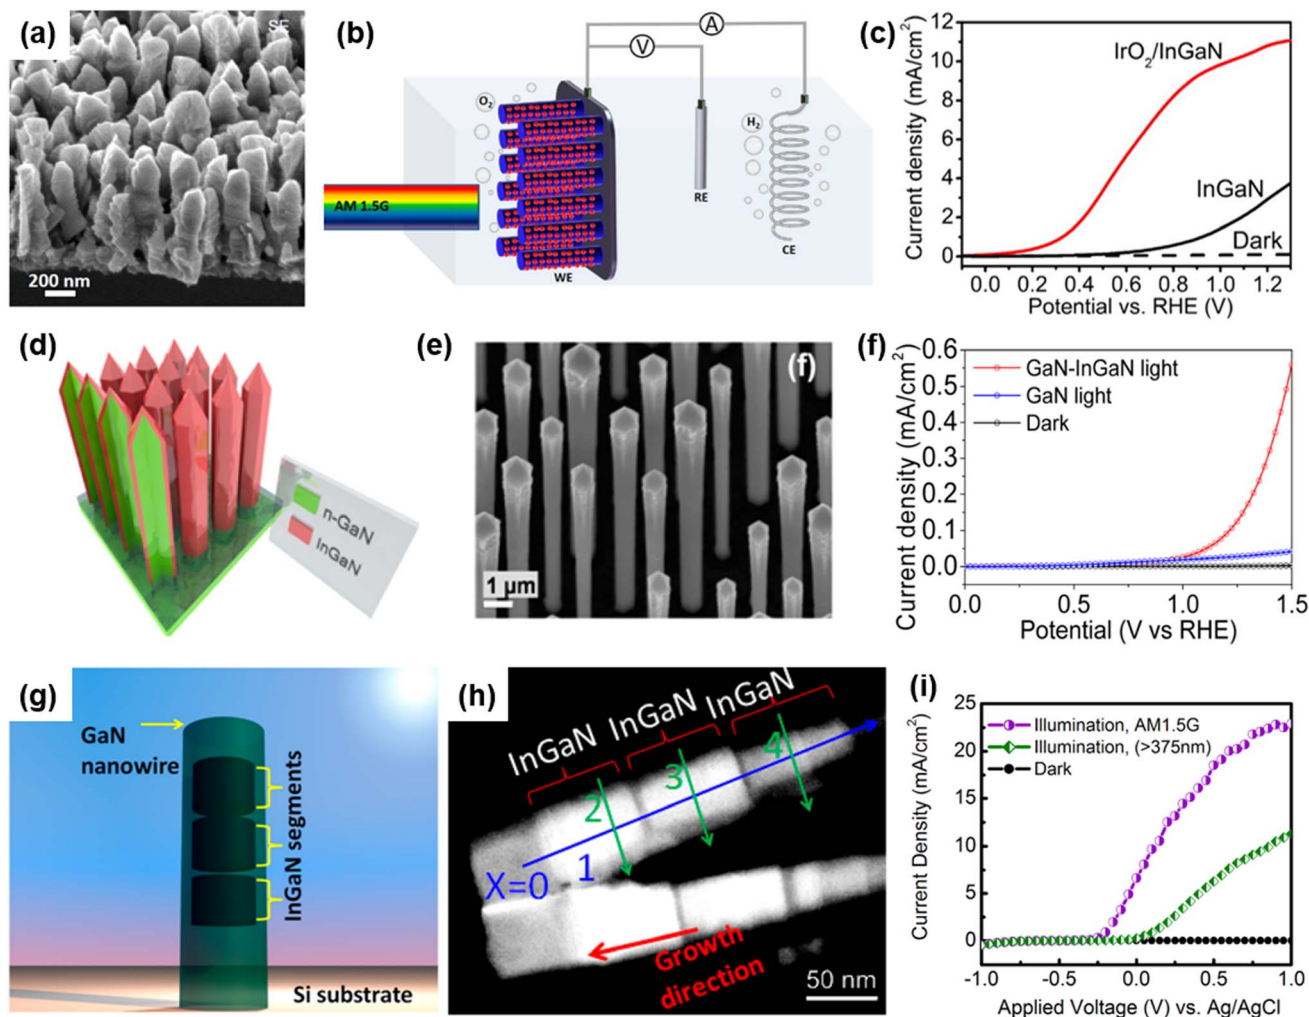 (a)
SE
200 nm
(b)
A
V
O2
H2
AM 1.5G
RE
CE
WE
(c)
Current density (mA/cm²)
12
10
8
6
4
2
0
IrO2/InGaN
InGaN
Dark
0.0 0.2 0.4 0.6 0.8 1.0 1.2
Potential vs. RHE (V)
(d)
n-GaN
InGaN
(e)
(f)
1 µm
(f)
Current density (mA/cm²)
0.6
0.5
0.4
0.3
0.2
0.1
0.0
GaN-InGaN light
GaN light
Dark
0.0 0.5 1.0 1.5
Potential (V vs RHE)
(g)
GaN
nanowire
InGaN segments
Si substrate
(h)
InGaN InGaN InGaN
2 3 4
X=0 1
Growth
direction
50 nm
(i)
Current Density (mA/cm²)
25
20
15
10
5
0
Illumination, AM1.5G
Illumination, (>375nm)
Dark
-1.0 -0.5 0.0 0.5 1.0
Applied Voltage (V) vs. Ag/AgCl